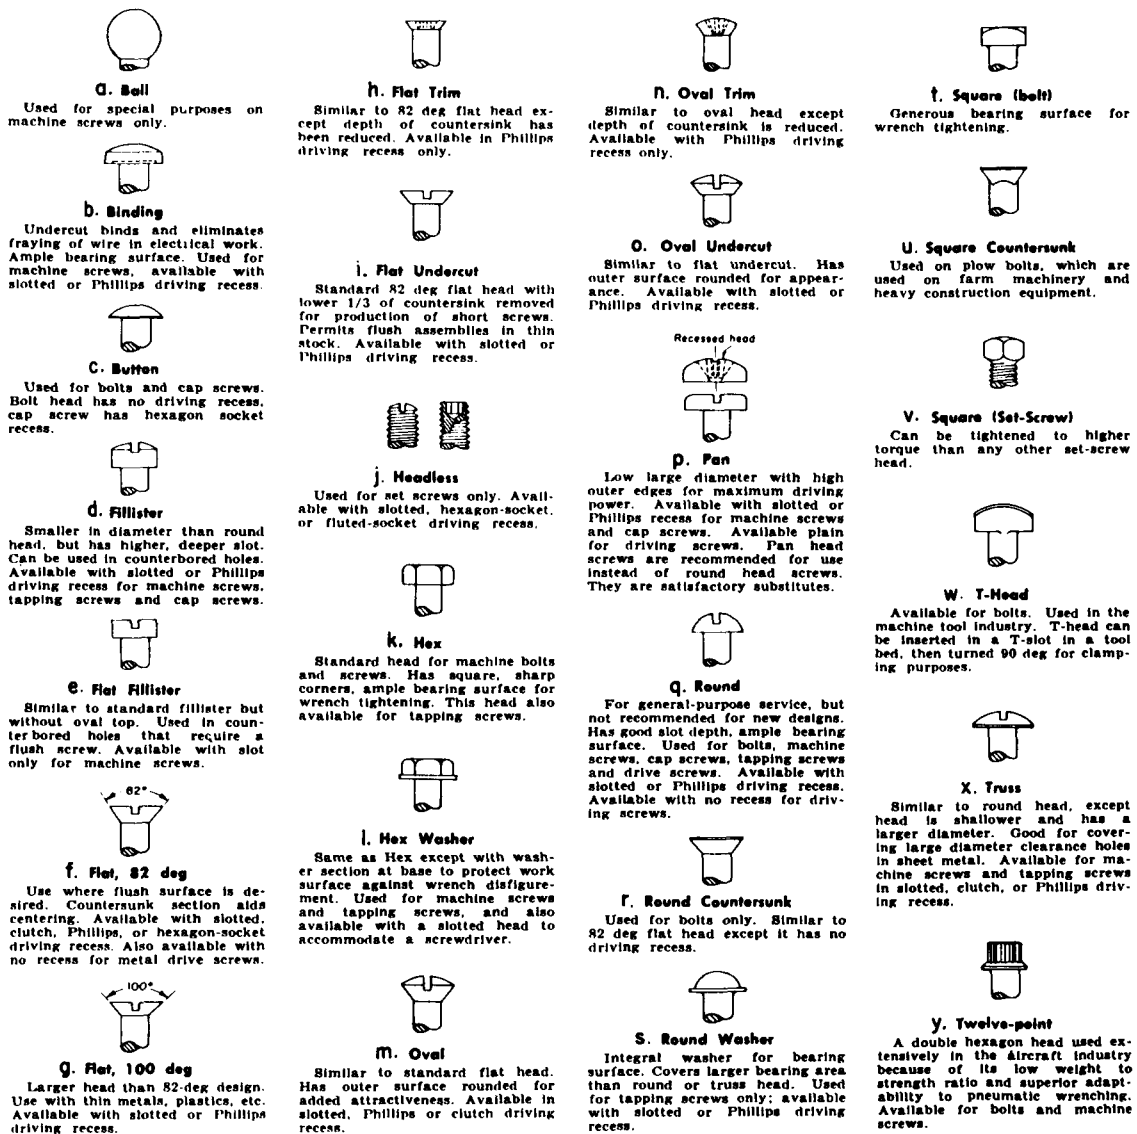 a. Ball
Used for special purposes on
machine screws only.
b. Binding
Undercut binds and eliminates
fraying of wire in electrical work.
Ample bearing surface. Used for
machine screws, available with
slotted or Phillips driving recess.
c. Button
Used for bolts and cap screws.
Bolt head has no driving recess,
cap screw has hexagon socket
recess.
d. Fillister
Smaller in diameter than round
head, but has higher, deeper slot.
Can be used in counterbored holes.
Available with slotted or Phillips
driving recess for machine screws,
tapping screws and cap screws.
e. Flat Fillister
Similar to standard fillister but
without oval top. Used in coun-
terbored holes that require a
flush screw. Available with slot
only for machine screws.
82°
f. Flat, 82 deg
Use where flush surface is de-
sired. Countersunk section aids
centering. Available with slotted,
clutch, Phillips, or hexagon-socket
driving recess. Also available with
no recess for metal drive screws.
100°
g. Flat, 100 deg
Larger head than 82-deg design.
Use with thin metals, plastics, etc.
Available with slotted or Phillips
driving recess.
h. Flat Trim
Similar to 82 deg flat head ex-
cept depth of countersink has
been reduced. Available in Phillips
driving recess only.
i. Flat Undercut
Standard 82 deg flat head with
lower 1/3 of countersink removed
for production of short screws.
Permits flush assemblies in thin
stock. Available with slotted or
Phillips driving recess.
j. Headless
Used for set screws only. Avail-
able with slotted, hexagon-socket,
or fluted-socket driving recess.
k. Hex
Standard head for machine bolts
and screws. Has square, sharp
corners, ample bearing surface for
wrench tightening. This head also
available for tapping screws.
l. Hex Washer
Same as Hex except with wash-
er section at base to protect work
surface against wrench disfigure-
ment. Used for machine screws
and tapping screws, and also
available with a slotted head to
accommodate a screwdriver.
m. Oval
Similar to standard flat head.
Has outer surface rounded for
added attractiveness. Available in
slotted, Phillips or clutch driving
recess.
n. Oval Trim
Similar to oval head except
depth of countersink is reduced.
Available with Phillips driving
recess only.
o. Oval Undercut
Similar to flat undercut. Has
outer surface rounded for appear-
ance. Available with slotted or
Phillips driving recess.
Recessed head
p. Pan
Low large diameter with high
outer edges for maximum driving
power. Available with slotted or
Phillips recess for machine screws
and cap screws. Available plain
for driving screws. Pan head
screws are recommended for use
instead of round head screws.
They are satisfactory substitutes.
q. Round
For general-purpose service, but
not recommended for new designs.
Has good slot depth, ample bearing
surface. Used for bolts, machine
screws, cap screws, tapping screws
and drive screws. Available with
slotted or Phillips driving recess.
Available with no recess for driv-
ing screws.
r. Round Countersunk
Used for bolts only. Similar to
82 deg flat head except it has no
driving recess.
s. Round Washer
Integral washer for bearing
surface. Covers larger bearing area
than round or truss head. Used
for tapping screws only; available
with slotted or Phillips driving
recess.
t. Square (bolt)
Generous bearing surface for
wrench tightening.
u. Square Countersunk
Used on plow bolts, which are
used on farm machinery and
heavy construction equipment.
v. Square (Set-Screw)
Can be tightened to higher
torque than any other set-screw
head.
w. T-Head
Available for bolts. Used in the
machine tool industry. T-head can
be inserted in a T-slot in a tool
bed, then turned 90 deg for clamp-
ing purposes.
x. Truss
Similar to round head, except
head is shallower and has a
larger diameter. Good for cover-
ing large diameter clearance holes
in sheet metal. Available for ma-
chine screws and tapping screws
in slotted, clutch, or Phillips driv-
ing recess.
y. Twelve-point
A double hexagon head used ex-
tensively in the Aircraft industry
because of its low weight to
strength ratio and superior adapt-
ability to pneumatic wrenching.
Available for bolts and machine
screws.